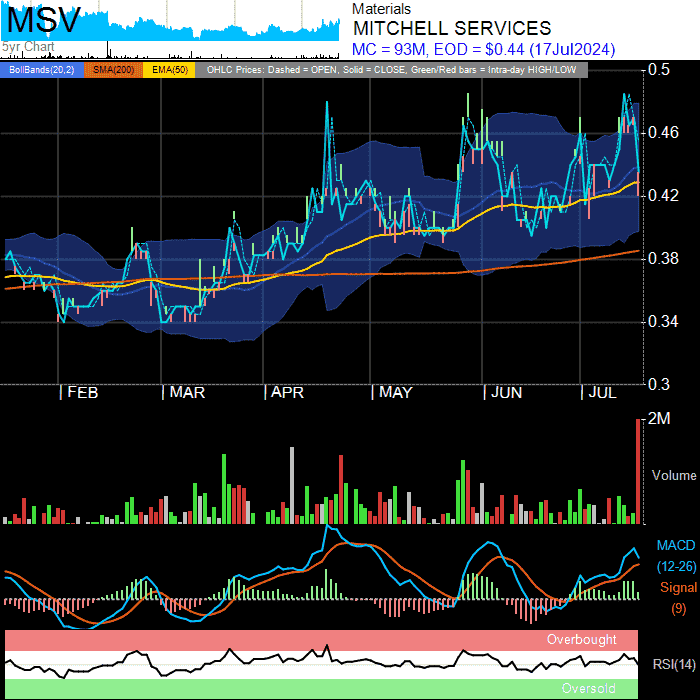 MSV
5yr Chart
Materials
MITCHELL SERVICES
MC = 93M, EOD = $0.44 (17Jul2024)
BollBands(20,2) SMA(200) EMA(50) OHLC Prices: Dashed = OPEN, Solid = CLOSE, Green/Red bars = Intra-day HIGH/LOW
0.5
0.46
0.42
0.38
0.34
0.3
FEB MAR APR MAY JUN JUL
2M
Volume
MACD
(12-26)
Signal
(9)
Overbought
RSI(14)
Oversold